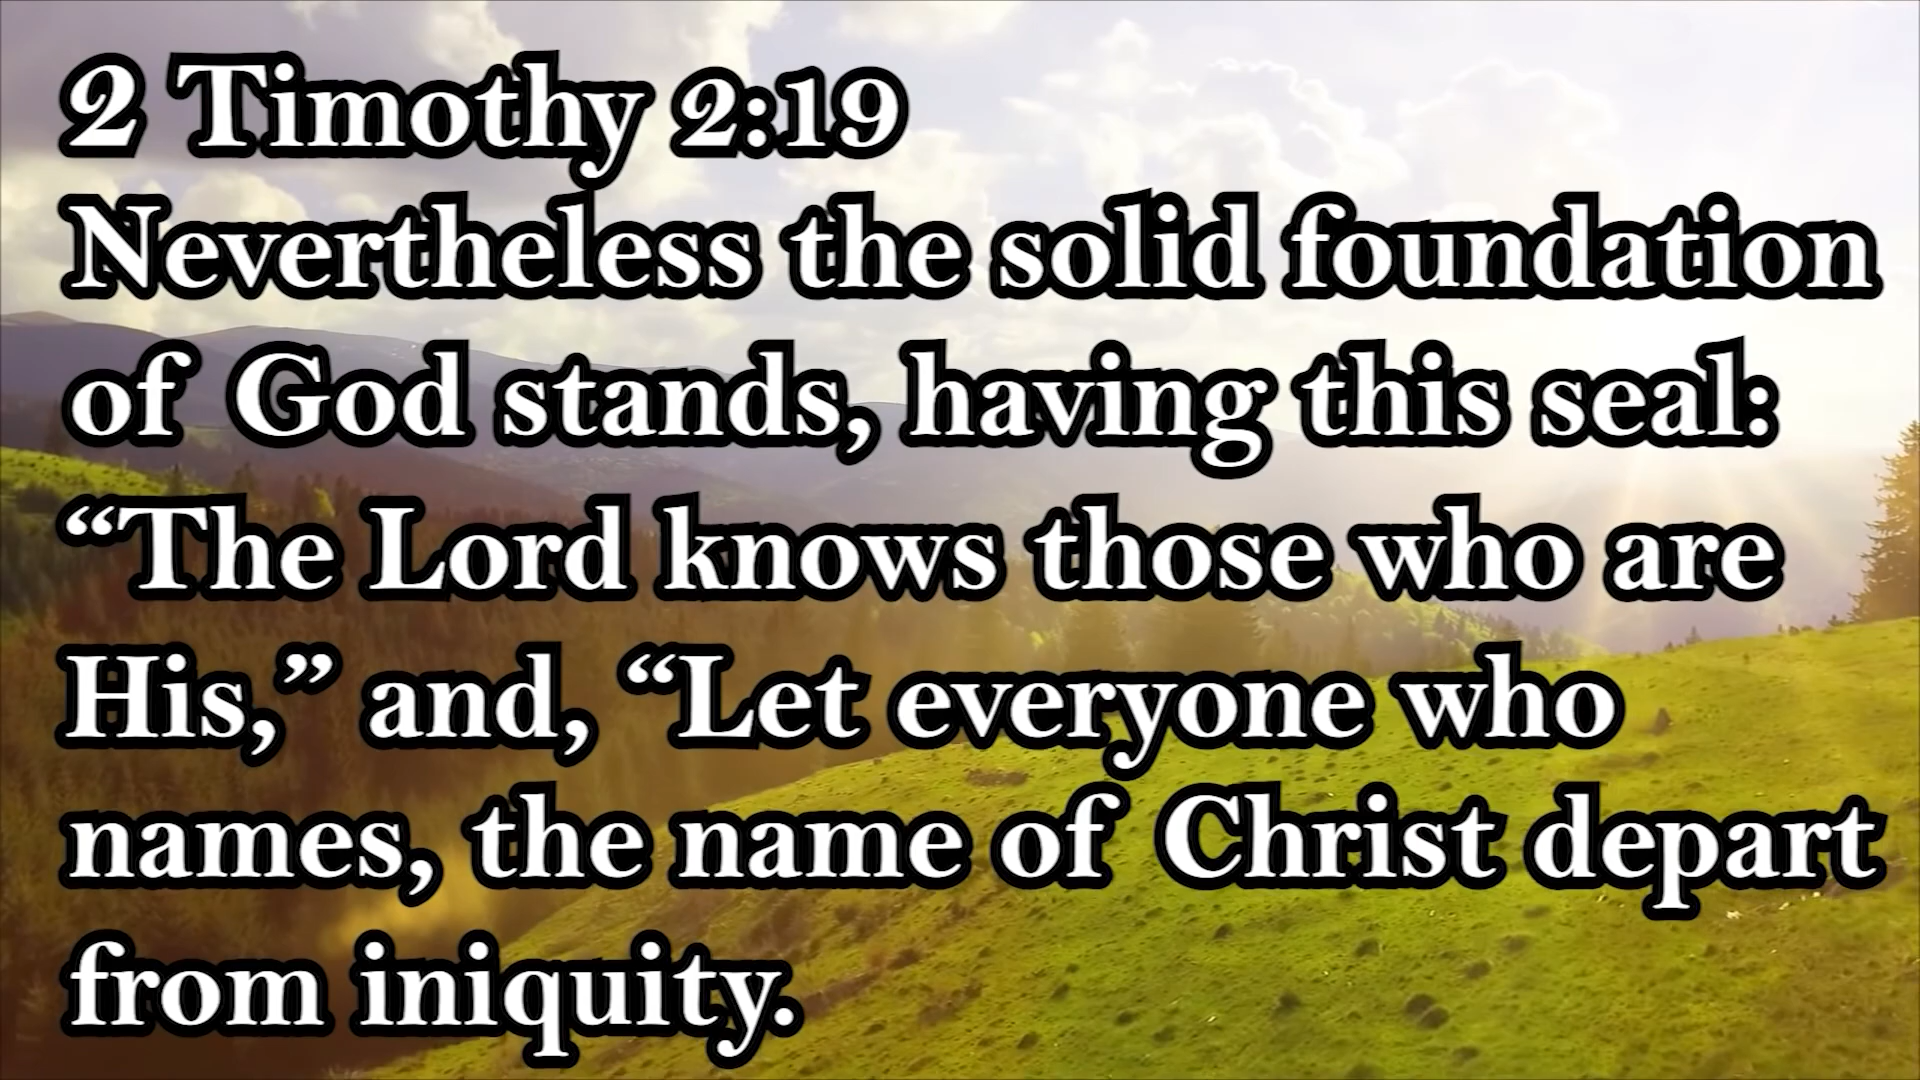 2 Timothy 2:19
Nevertheless the solid foundation
of God stands, having this seal:
“The Lord knows those who are
His,” and, “Let everyone who
names, the name of Christ depart
from iniquity.